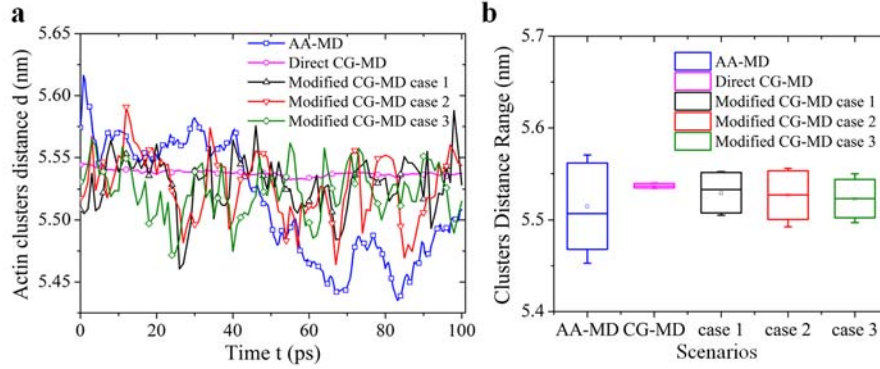 a
5.65
5.60
5.55
5.50
5.45
Actin clusters distance d (nm)
AA-MD
Direct CG-MD
Modified CG-MD case 1
Modified CG-MD case 2
Modified CG-MD case 3
0 20 40 60 80 100
Time t (ps)
b
5.7
5.6
5.5
5.4
Clusters Distance Range (nm)
AA-MD
Direct CG-MD
Modified CG-MD case 1
Modified CG-MD case 2
Modified CG-MD case 3
AA-MD CG-MD case 1 case 2 case 3
Scenarios